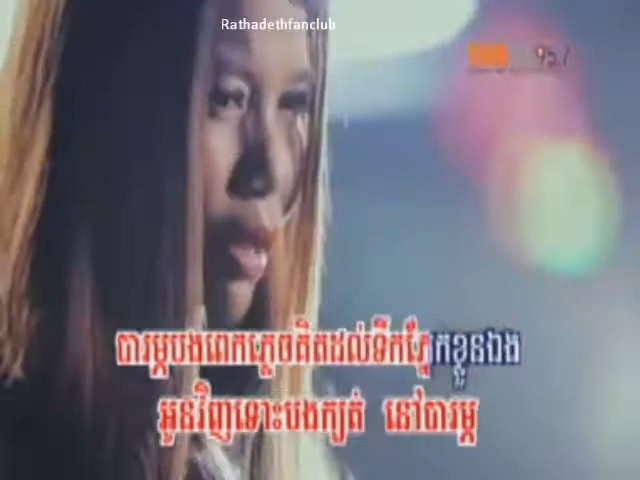 Rathadethfanclub
95.7
បារម្ភបងពេកភ្លេចគិតដល់ទឹកភ្នែកខ្លួនឯង
អូនវិញទោះបងក្បត់ នៅបារម្ភ